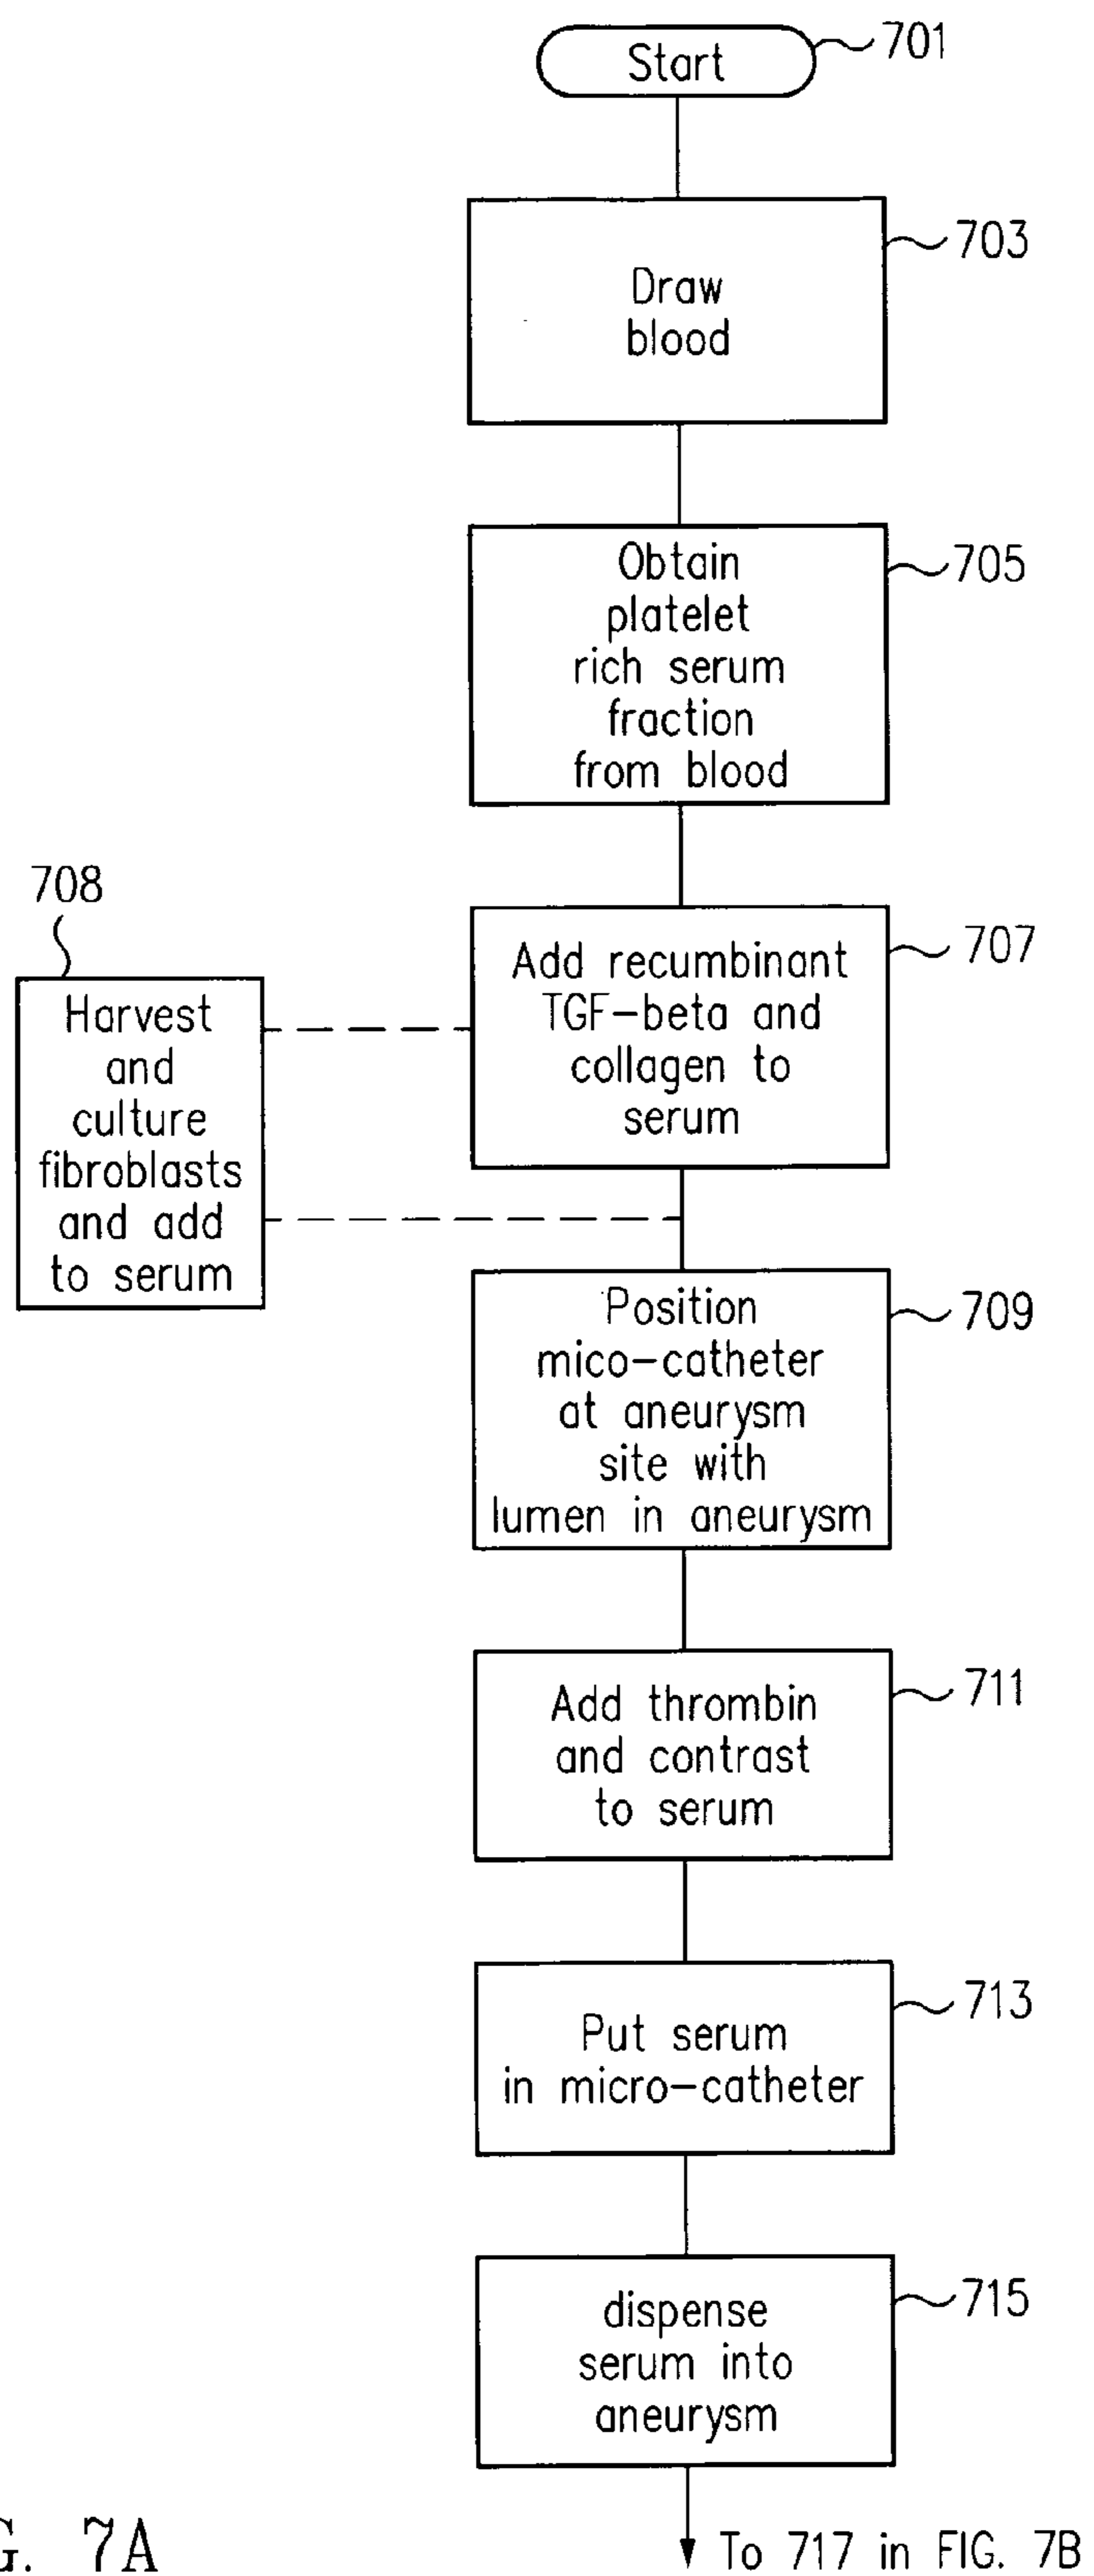 Start
701
Draw
blood
703
Obtain
platelet
rich serum
fraction
from blood
705
Add recumbinant
TGF-beta and
collagen to
serum
707
708
Harvest
and
culture
fibroblasts
and add
to serum
Position
mico-catheter
at aneurysm
site with
lumen in aneurysm
709
Add thrombin
and contrast
to serum
711
Put serum
in micro-catheter
713
dispense
serum into
aneurysm
715
G. 7A
To 717 in FIG. 7B